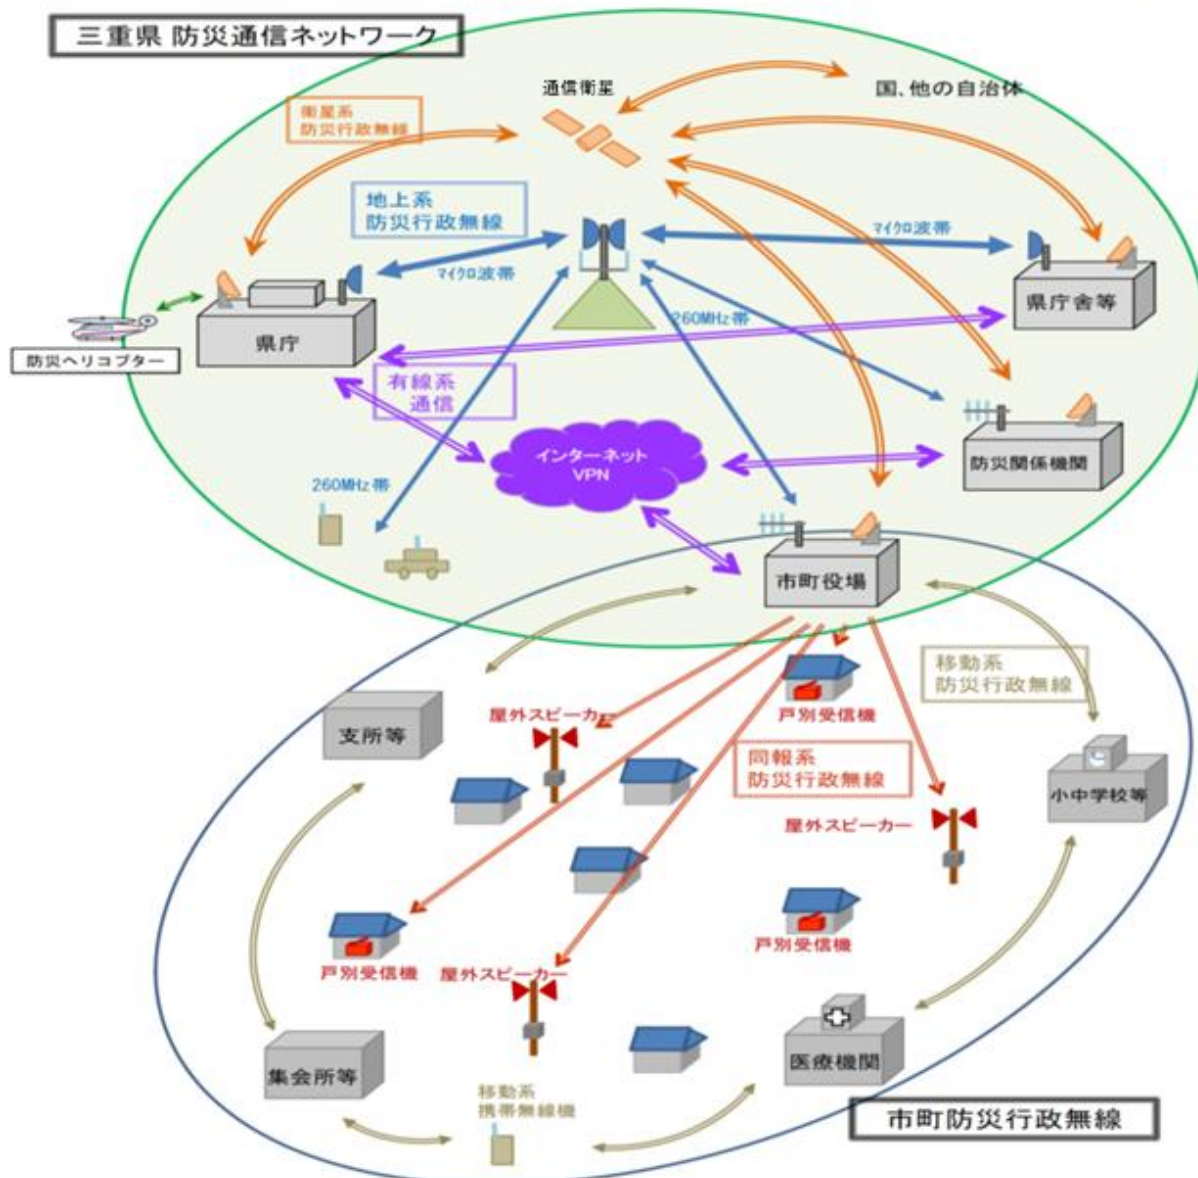 三重県 防災通信ネットワーク
通信衛星
国、他の自治体
衛星系
防災行政無線
地上系
防災行政無線
マイクロ波帯
マイクロ波帯
県庁舎等
260MHz帯
県庁
防災ヘリコプター
有線系
通信
インターネット
VPN
防災関係機関
260MHz帯
市町役場
移動系
防災行政無線
戸別受信機
屋外スピーカー
支所等
同報系
防災行政無線
小中学校等
屋外スピーカー
戸別受信機
戸別受信機
屋外スピーカー
医療機関
集会所等
移動系
携帯無線機
市町防災行政無線